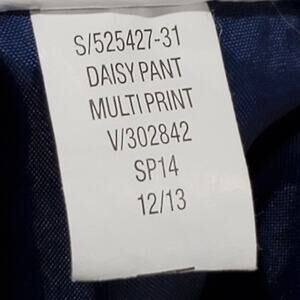 S/525427-31
DAISY PANT
MULTI PRINT
V/302842
SP14
12/13